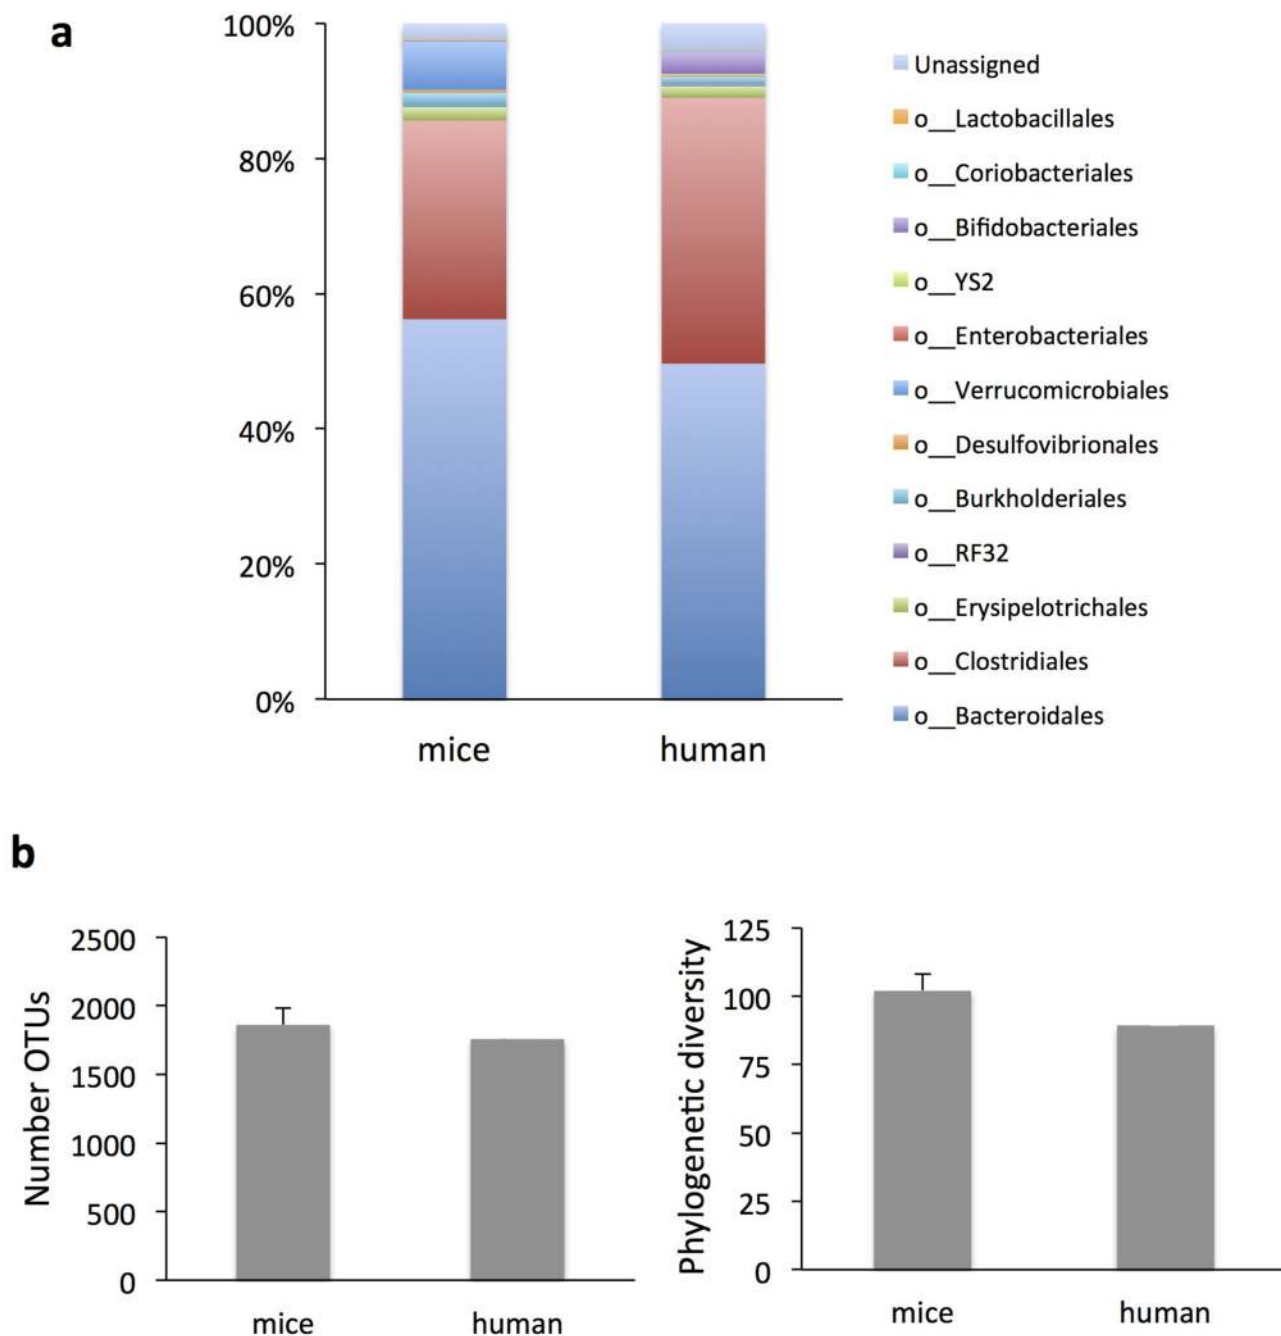 a
100%
80%
60%
40%
20%
0%
mice
human
Unassigned
o__Lactobacillales
o__Coriobacteriales
o__Bifidobacteriales
o__YS2
o__Enterobacteriales
o__Verrucomicrobiales
o__Desulfovibrionales
o__Burkholderiales
o__RF32
o__Erysipelotrichales
o__Clostridiales
o__Bacteroidales
b
Number OTUs
2500
2000
1500
1000
500
0
mice
human
Phylogenetic diversity
125
100
75
50
25
0
mice
human